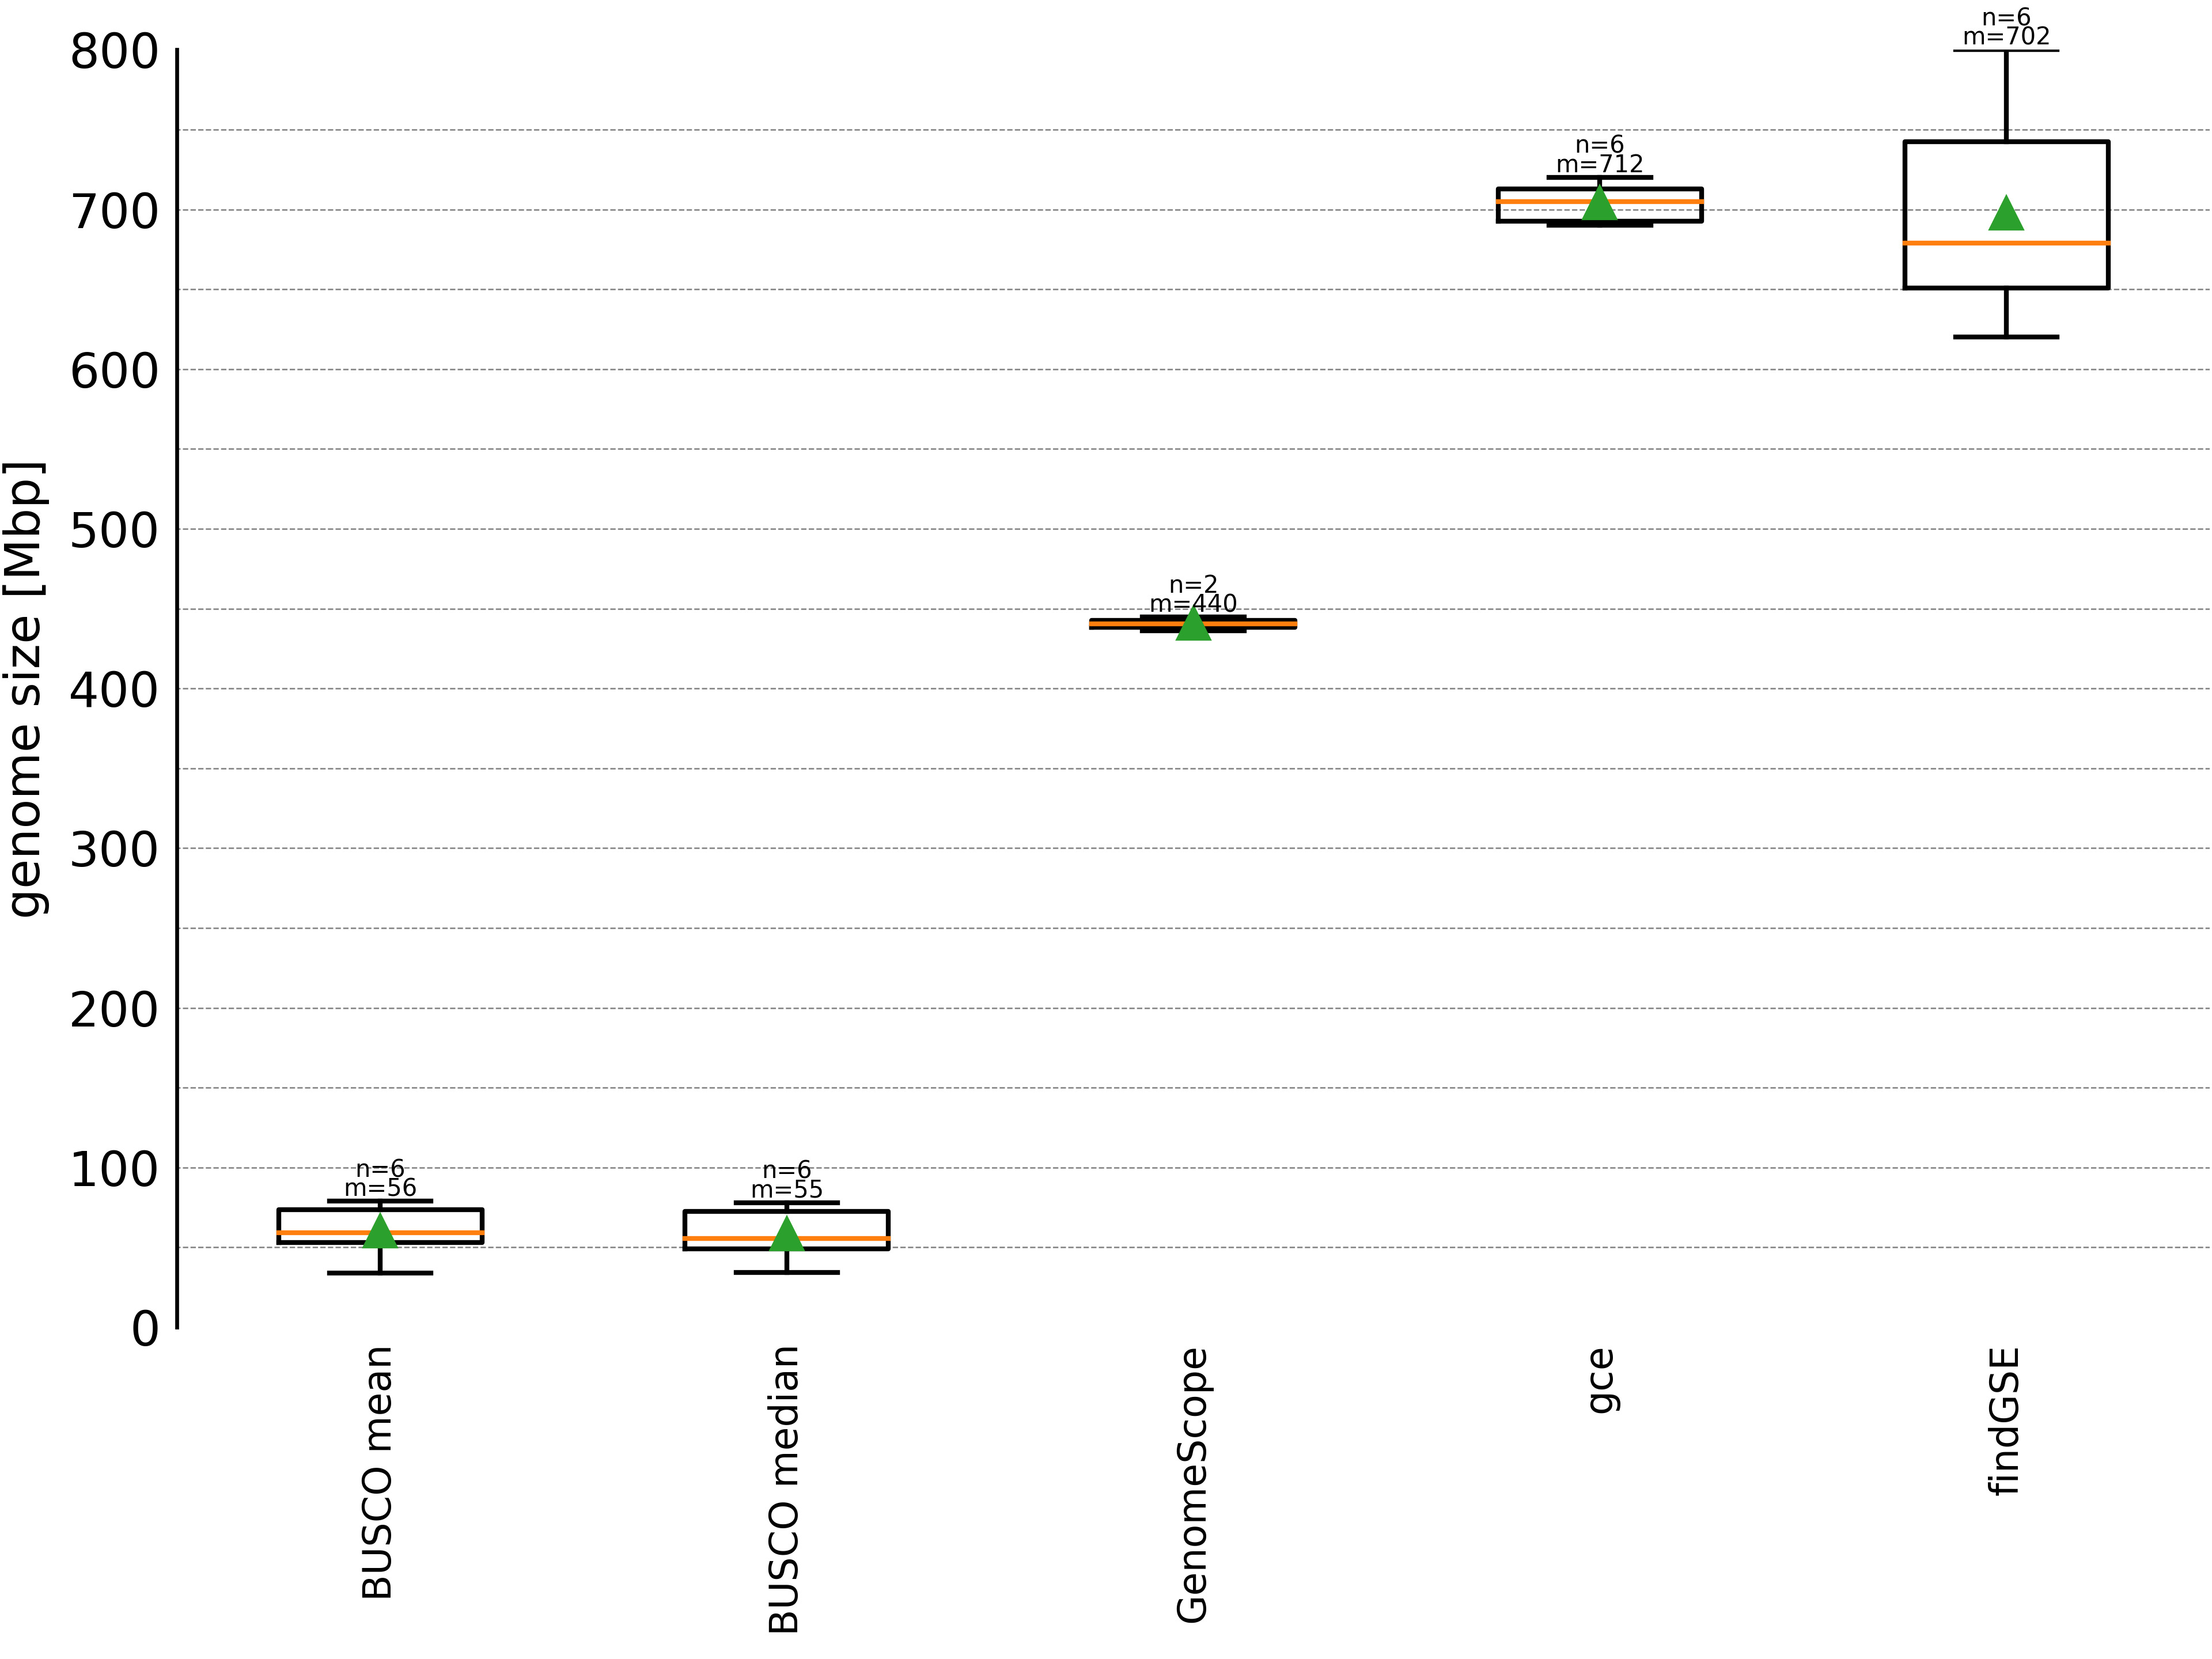 genome size [Mbp]
800
700
600
500
400
300
200
100
0
n=6
m=56
n=6
m=55
n=2
m=440
n=6
m=712
n=6
m=702
BUSCO mean
BUSCO median
GenomeScope
gce
findGSE